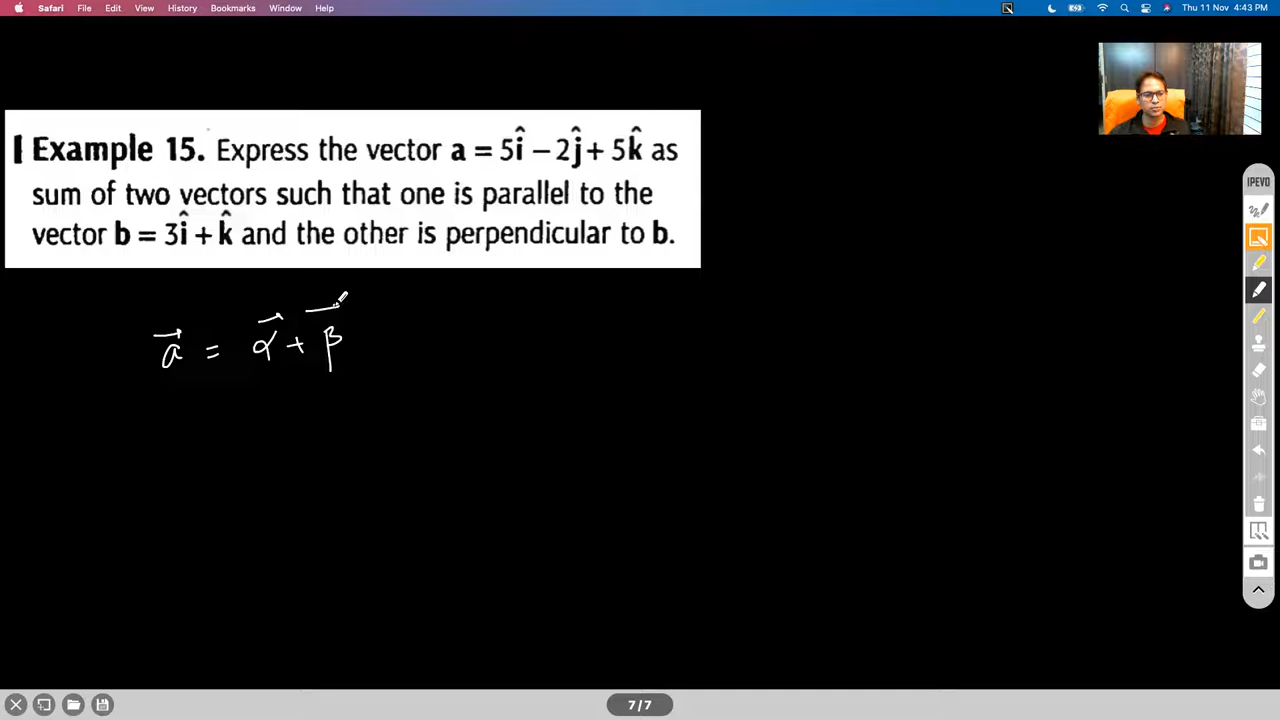 Safari File Edit View History Bookmarks Window Help Thu 11 Nov 4:43 PM
Example 15. Express the vector a = 5î − 2ĵ + 5k̂ as
sum of two vectors such that one is parallel to the
vector b = 3î + k̂ and the other is perpendicular to b.
a⃗ = α⃗ + β⃗
IPEVO
7/7